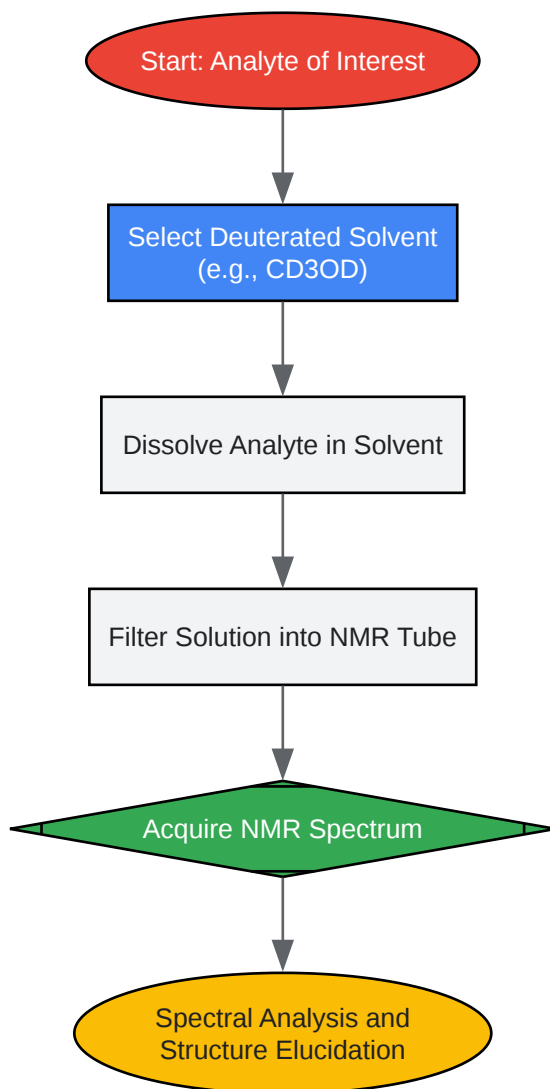 Start: Analyte of Interest
Select Deuterated Solvent
(e.g., CD3OD)
Dissolve Analyte in Solvent
Filter Solution into NMR Tube
Acquire NMR Spectrum
Spectral Analysis and
Structure Elucidation